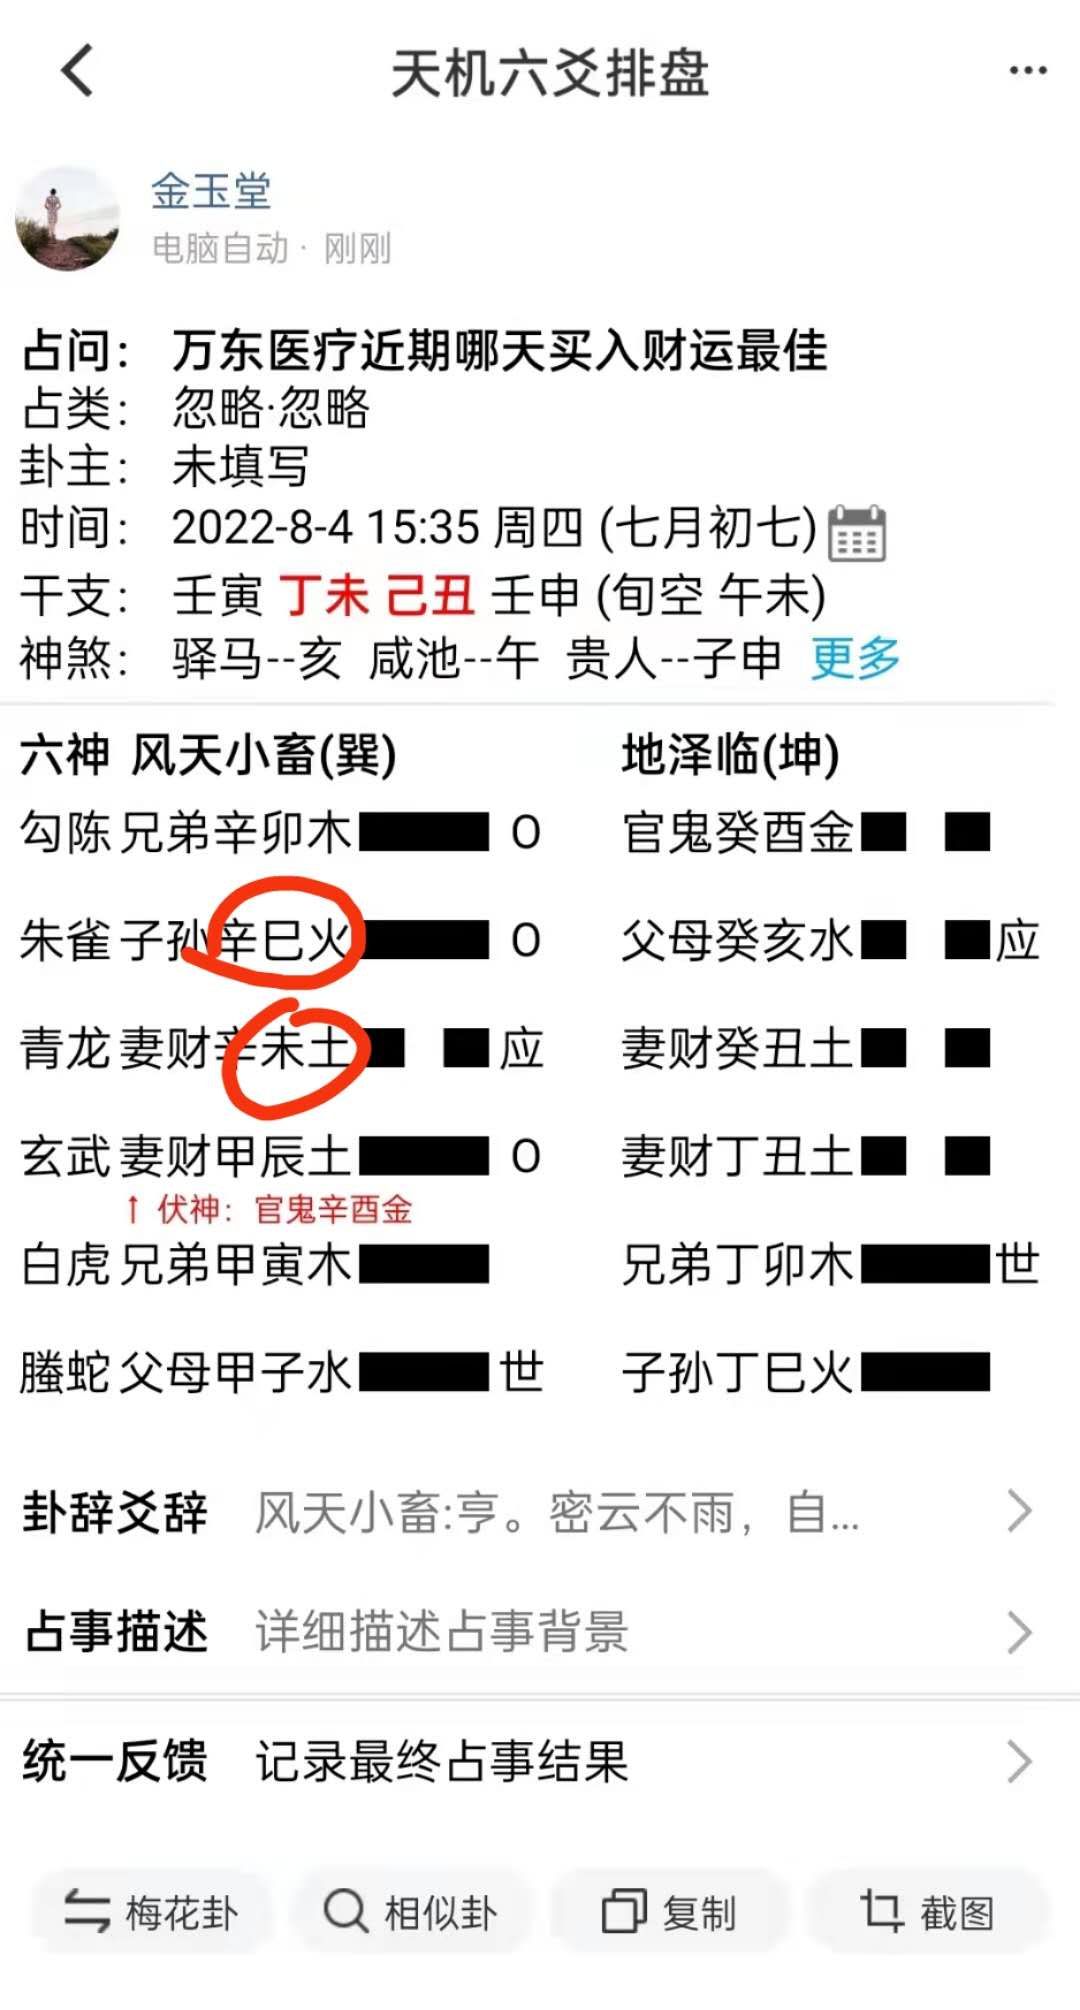 天机六爻排盘
金玉堂
电脑自动 · 刚刚
占问： 万东医疗近期哪天买入财运最佳
占类： 忽略·忽略
卦主： 未填写
时间： 2022-8-4 15:35 周四 (七月初七)
干支： 壬寅 丁未 己丑 壬申 (旬空 午未)
神煞： 驿马--亥 咸池--午 贵人--子申 更多
六神 风天小畜(巽) 地泽临(坤)
勾陈 兄弟辛卯木 O 官鬼癸酉金
朱雀 子孙辛巳火 O 父母癸亥水 应
青龙 妻财辛未土 应 妻财癸丑土
玄武 妻财甲辰土 O 妻财丁丑土
↑ 伏神：官鬼辛酉金
白虎 兄弟甲寅木 兄弟丁卯木 世
螣蛇 父母甲子水 世 子孙丁巳火
卦辞爻辞 风天小畜:亨。密云不雨，自...
占事描述 详细描述占事背景
统一反馈 记录最终占事结果
梅花卦 相似卦 复制 截图